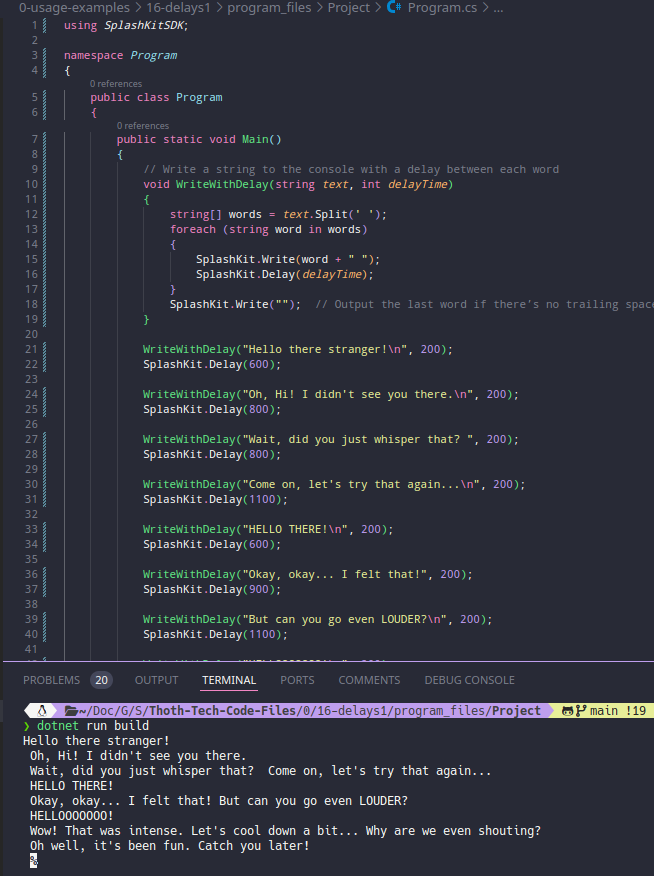 0-usage-examples > 16-delays1 > program_files > Project > C# Program.cs > ...
1 using SplashKitSDK;
2
3 namespace Program
4 {
0 references
5 public class Program
6 {
0 references
7 public static void Main()
8 {
9 // Write a string to the console with a delay between each word
10 void WriteWithDelay(string text, int delayTime)
11 {
12 string[] words = text.Split(' ');
13 foreach (string word in words)
14 {
15 SplashKit.Write(word + " ");
16 SplashKit.Delay(delayTime);
17 }
18 SplashKit.Write(""); // Output the last word if there's no trailing space
19 }
20
21 WriteWithDelay("Hello there stranger!\n", 200);
22 SplashKit.Delay(600);
23
24 WriteWithDelay("Oh, Hi! I didn't see you there.\n", 200);
25 SplashKit.Delay(800);
26
27 WriteWithDelay("Wait, did you just whisper that? ", 200);
28 SplashKit.Delay(800);
29
30 WriteWithDelay("Come on, let's try that again...\n", 200);
31 SplashKit.Delay(1100);
32
33 WriteWithDelay("HELLO THERE!\n", 200);
34 SplashKit.Delay(600);
35
36 WriteWithDelay("Okay, okay... I felt that!", 200);
37 SplashKit.Delay(900);
38
39 WriteWithDelay("But can you go even LOUDER?\n", 200);
40 SplashKit.Delay(1100);
41
PROBLEMS 20 OUTPUT TERMINAL PORTS COMMENTS DEBUG CONSOLE
~/Doc/G/S/Thoth-Tech-Code-Files/0/16-delays1/program_files/Project main !19
❯ dotnet run build
Hello there stranger!
Oh, Hi! I didn't see you there.
Wait, did you just whisper that?  Come on, let's try that again...
HELLO THERE!
Okay, okay... I felt that! But can you go even LOUDER?
HELLOOOOOOO!
Wow! That was intense. Let's cool down a bit... Why are we even shouting?
Oh well, it's been fun. Catch you later!
%